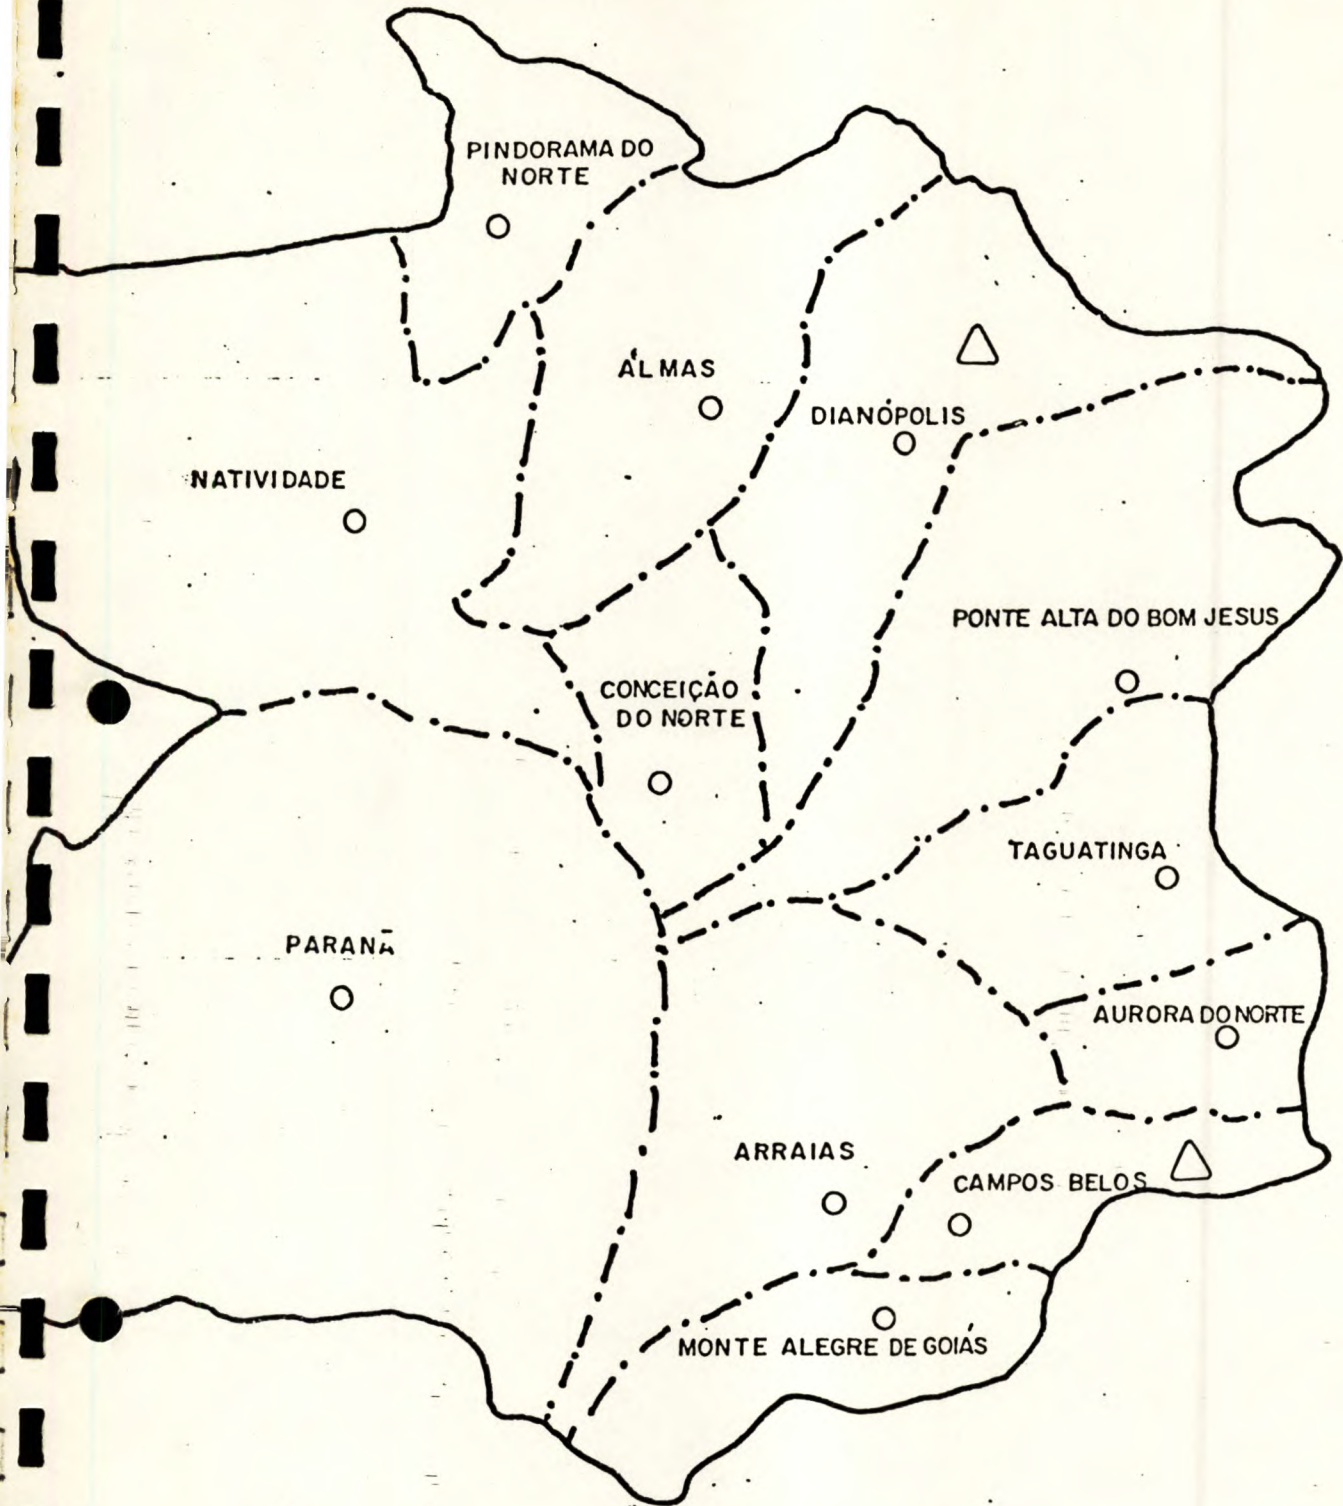 PINDORAMA DO
NORTE
ALMAS
DIANÓPOLIS
NATIVIDADE
PONTE ALTA DO BOM JESUS
CONCEIÇÃO
DO NORTE
TAGUATINGA
PARANÃ
AURORA DO NORTE
ARRAIAS
CAMPOS BELOS
MONTE ALEGRE DE GOIÁS